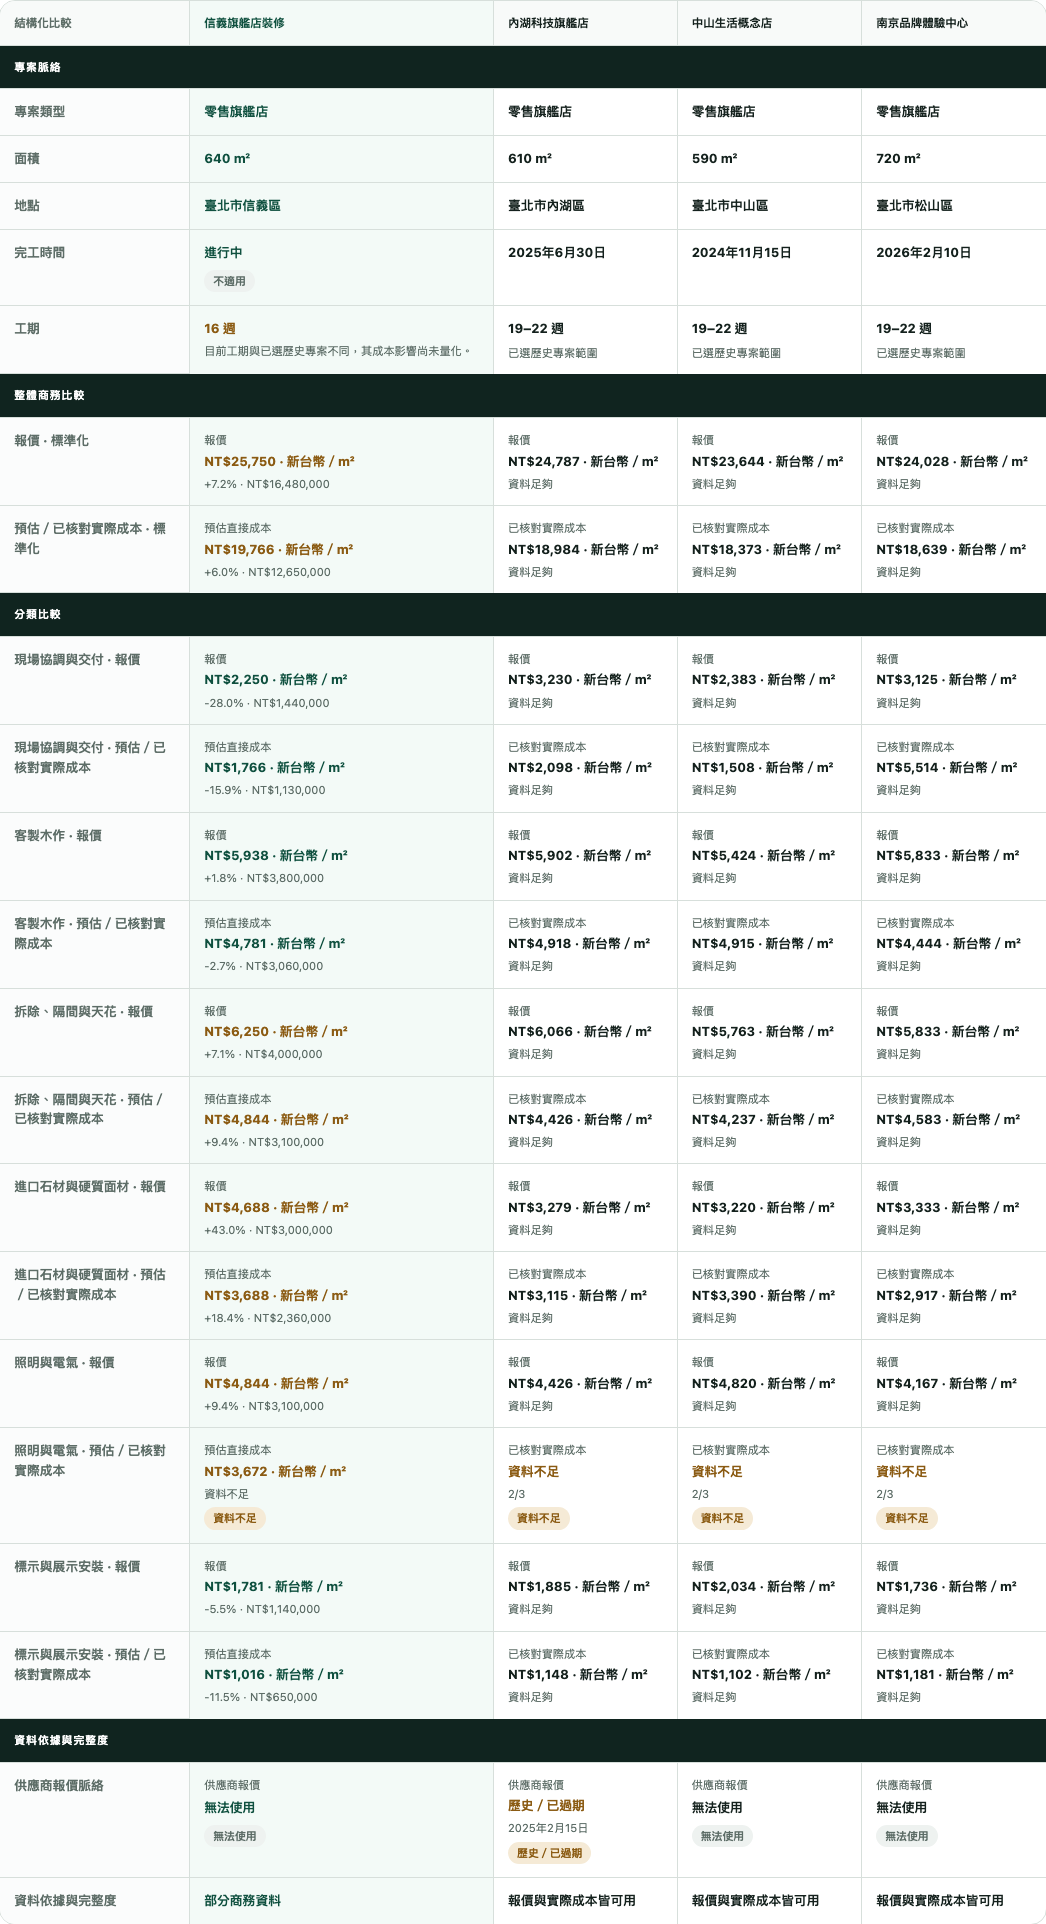 結構化比較 信義旗艦店裝修 內湖科技旗艦店 中山生活概念店 南京品牌體驗中心
專案脈絡
專案類型 零售旗艦店 零售旗艦店 零售旗艦店 零售旗艦店
面積 640 m² 610 m² 590 m² 720 m²
地點 臺北市信義區 臺北市內湖區 臺北市中山區 臺北市松山區
完工時間 進行中 2025年6月30日 2024年11月15日 2026年2月10日
不適用
工期 16 週 19–22 週 19–22 週 19–22 週
目前工期與已選歷史專案不同，其成本影響尚未量化。 已選歷史專案範圍 已選歷史專案範圍 已選歷史專案範圍
整體商務比較
報價 · 標準化 報價 報價 報價 報價
NT$25,750 · 新台幣 / m² NT$24,787 · 新台幣 / m² NT$23,644 · 新台幣 / m² NT$24,028 · 新台幣 / m²
+7.2% · NT$16,480,000 資料足夠 資料足夠 資料足夠
預估 / 已核對實際成本 · 標 預估直接成本 已核對實際成本 已核對實際成本 已核對實際成本
準化 NT$19,766 · 新台幣 / m² NT$18,984 · 新台幣 / m² NT$18,373 · 新台幣 / m² NT$18,639 · 新台幣 / m²
+6.0% · NT$12,650,000 資料足夠 資料足夠 資料足夠
分類比較
現場協調與交付 · 報價 報價 報價 報價 報價
NT$2,250 · 新台幣 / m² NT$3,230 · 新台幣 / m² NT$2,383 · 新台幣 / m² NT$3,125 · 新台幣 / m²
-28.0% · NT$1,440,000 資料足夠 資料足夠 資料足夠
現場協調與交付 · 預估 / 已 預估直接成本 已核對實際成本 已核對實際成本 已核對實際成本
核對實際成本 NT$1,766 · 新台幣 / m² NT$2,098 · 新台幣 / m² NT$1,508 · 新台幣 / m² NT$5,514 · 新台幣 / m²
-15.9% · NT$1,130,000 資料足夠 資料足夠 資料足夠
客製木作 · 報價 報價 報價 報價 報價
NT$5,938 · 新台幣 / m² NT$5,902 · 新台幣 / m² NT$5,424 · 新台幣 / m² NT$5,833 · 新台幣 / m²
+1.8% · NT$3,800,000 資料足夠 資料足夠 資料足夠
客製木作 · 預估 / 已核對實 預估直接成本 已核對實際成本 已核對實際成本 已核對實際成本
際成本 NT$4,781 · 新台幣 / m² NT$4,918 · 新台幣 / m² NT$4,915 · 新台幣 / m² NT$4,444 · 新台幣 / m²
-2.7% · NT$3,060,000 資料足夠 資料足夠 資料足夠
拆除、隔間與天花 · 報價 報價 報價 報價 報價
NT$6,250 · 新台幣 / m² NT$6,066 · 新台幣 / m² NT$5,763 · 新台幣 / m² NT$5,833 · 新台幣 / m²
+7.1% · NT$4,000,000 資料足夠 資料足夠 資料足夠
拆除、隔間與天花 · 預估 / 預估直接成本 已核對實際成本 已核對實際成本 已核對實際成本
已核對實際成本 NT$4,844 · 新台幣 / m² NT$4,426 · 新台幣 / m² NT$4,237 · 新台幣 / m² NT$4,583 · 新台幣 / m²
+9.4% · NT$3,100,000 資料足夠 資料足夠 資料足夠
進口石材與硬質面材 · 報價 報價 報價 報價 報價
NT$4,688 · 新台幣 / m² NT$3,279 · 新台幣 / m² NT$3,220 · 新台幣 / m² NT$3,333 · 新台幣 / m²
+43.0% · NT$3,000,000 資料足夠 資料足夠 資料足夠
進口石材與硬質面材 · 預估 預估直接成本 已核對實際成本 已核對實際成本 已核對實際成本
/ 已核對實際成本 NT$3,688 · 新台幣 / m² NT$3,115 · 新台幣 / m² NT$3,390 · 新台幣 / m² NT$2,917 · 新台幣 / m²
+18.4% · NT$2,360,000 資料足夠 資料足夠 資料足夠
照明與電氣 · 報價 報價 報價 報價 報價
NT$4,844 · 新台幣 / m² NT$4,426 · 新台幣 / m² NT$4,820 · 新台幣 / m² NT$4,167 · 新台幣 / m²
+9.4% · NT$3,100,000 資料足夠 資料足夠 資料足夠
照明與電氣 · 預估 / 已核對 預估直接成本 已核對實際成本 已核對實際成本 已核對實際成本
實際成本 NT$3,672 · 新台幣 / m² 資料不足 資料不足 資料不足
資料不足 2/3 2/3 2/3
資料不足 資料不足 資料不足 資料不足
標示與展示安裝 · 報價 報價 報價 報價 報價
NT$1,781 · 新台幣 / m² NT$1,885 · 新台幣 / m² NT$2,034 · 新台幣 / m² NT$1,736 · 新台幣 / m²
-5.5% · NT$1,140,000 資料足夠 資料足夠 資料足夠
標示與展示安裝 · 預估 / 已 預估直接成本 已核對實際成本 已核對實際成本 已核對實際成本
核對實際成本 NT$1,016 · 新台幣 / m² NT$1,148 · 新台幣 / m² NT$1,102 · 新台幣 / m² NT$1,181 · 新台幣 / m²
-11.5% · NT$650,000 資料足夠 資料足夠 資料足夠
資料依據與完整度
供應商報價脈絡 供應商報價 供應商報價 供應商報價 供應商報價
無法使用 歷史 / 已過期 無法使用 無法使用
2025年2月15日
無法使用 歷史 / 已過期 無法使用 無法使用
資料依據與完整度 部分商務資料 報價與實際成本皆可用 報價與實際成本皆可用 報價與實際成本皆可用